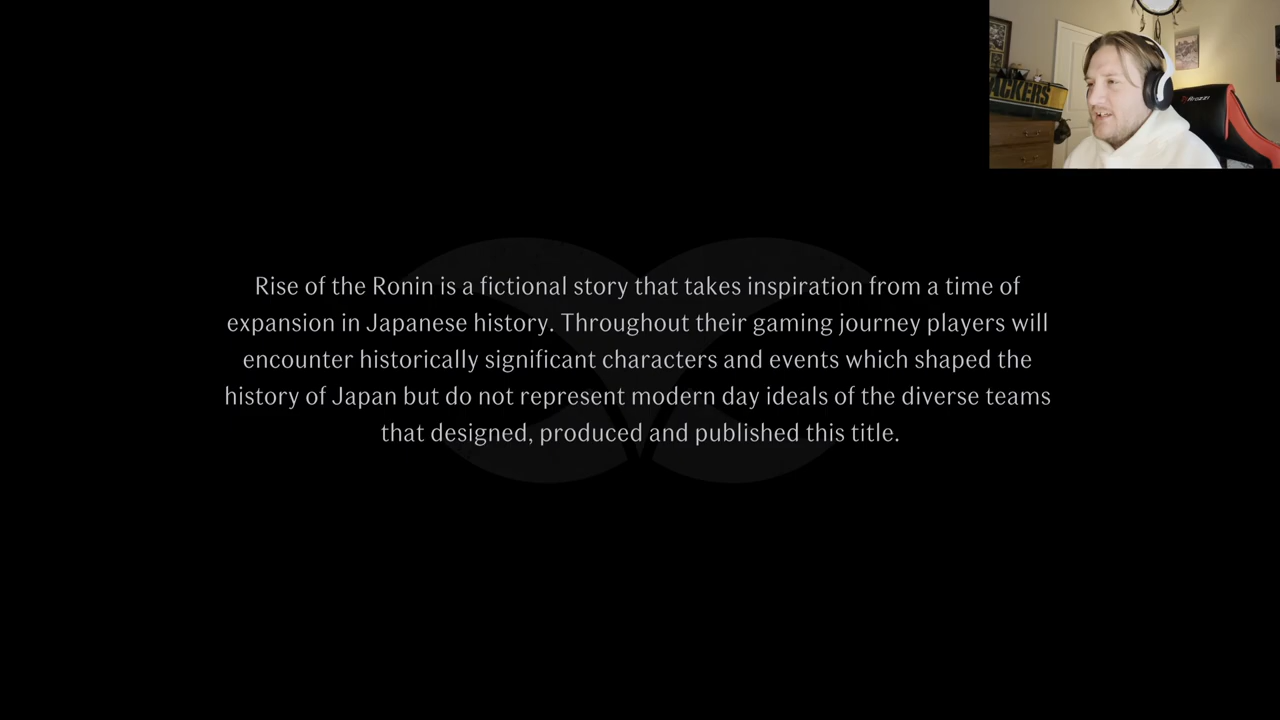 ACKERS
Arozzi
Rise of the Ronin is a fictional story that takes inspiration from a time of
expansion in Japanese history. Throughout their gaming journey players will
encounter historically significant characters and events which shaped the
history of Japan but do not represent modern day ideals of the diverse teams
that designed, produced and published this title.